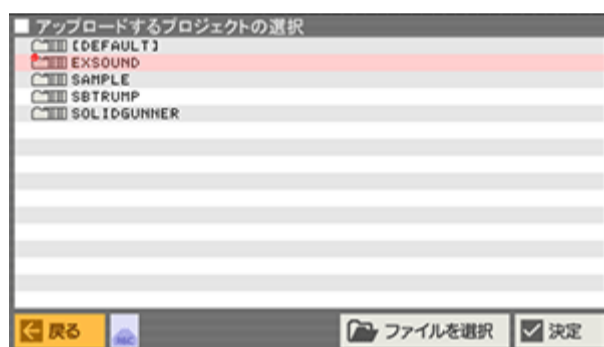 アップロードするプロジェクトの選択
[DEFAULT]
EXSOUND
SAMPLE
SBTRUMP
SOLIDGUNNER
戻る
ファイルを選択
決定